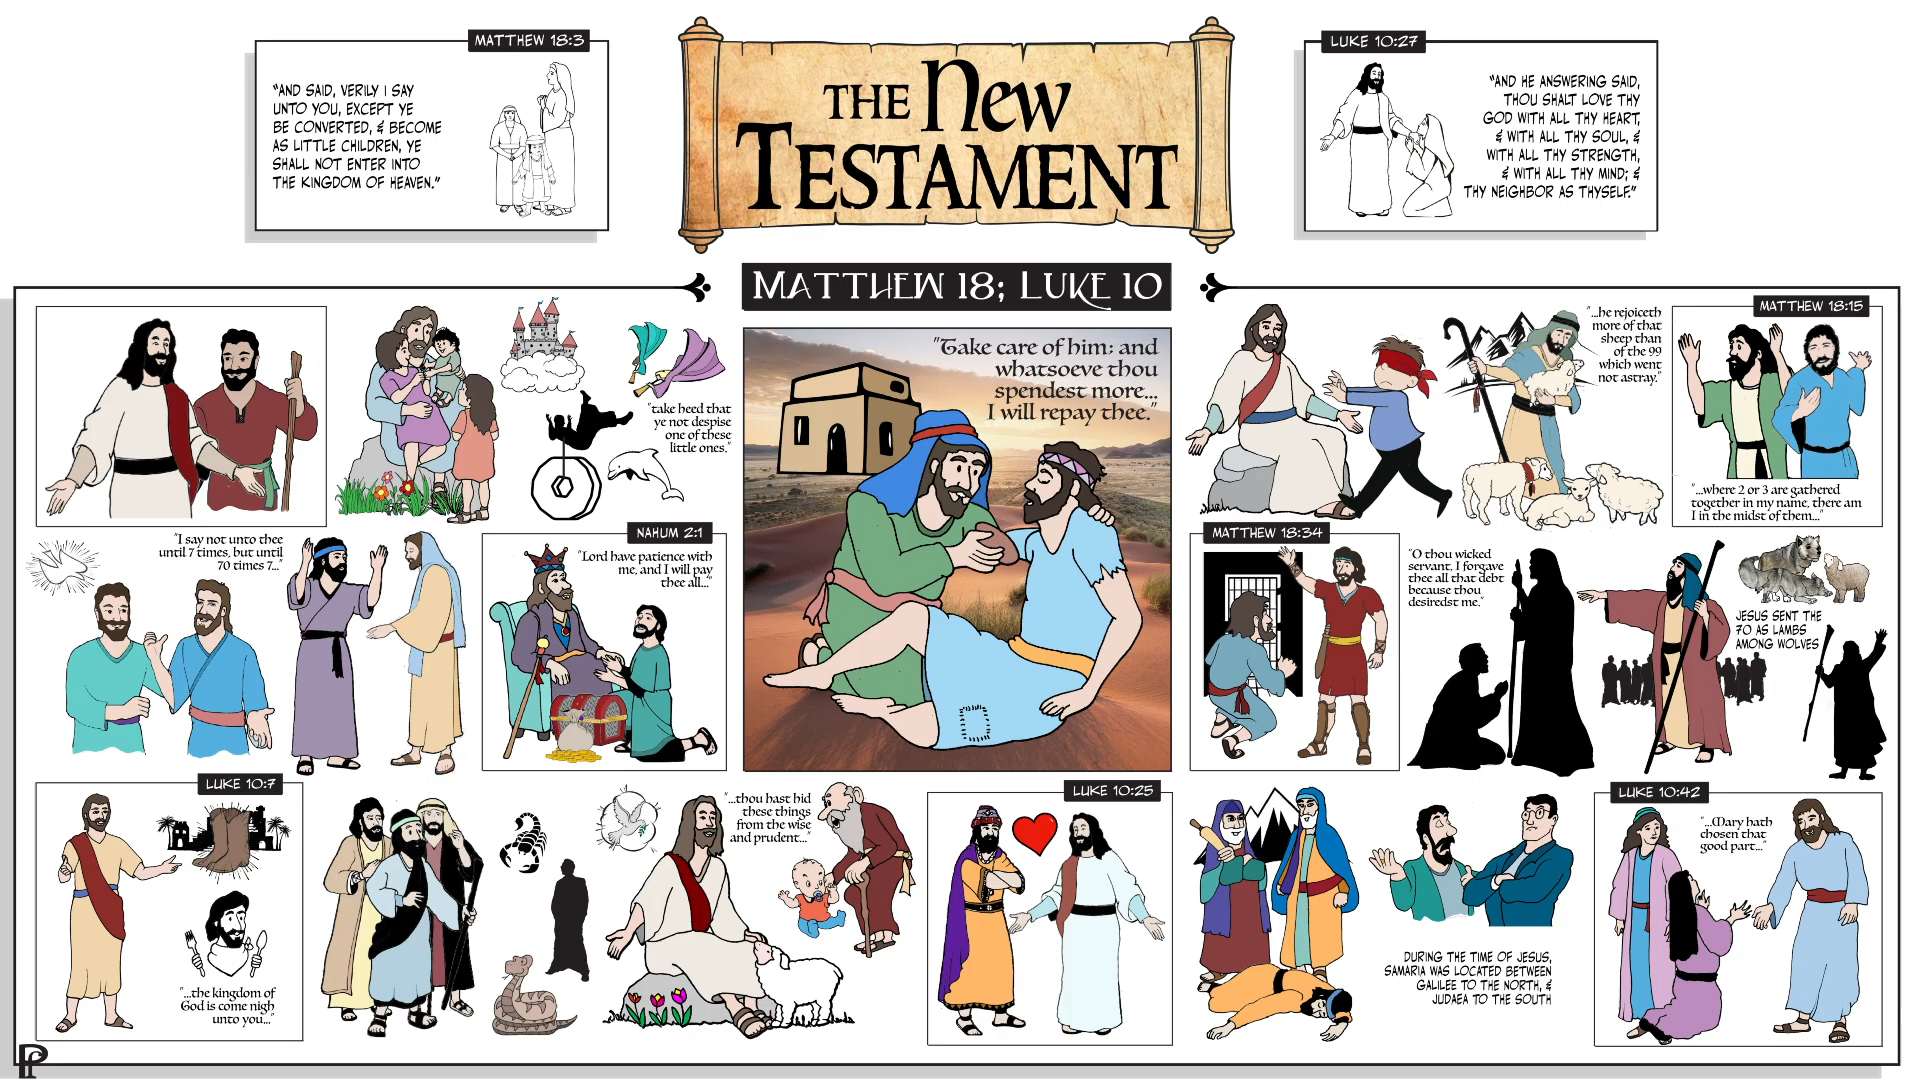 MATTHEW 18:3
"AND SAID, VERILY I SAY
UNTO YOU, EXCEPT YE
BE CONVERTED, & BECOME
AS LITTLE CHILDREN, YE
SHALL NOT ENTER INTO
THE KINGDOM OF HEAVEN."
THE New
TESTAMENT
LUKE 10:27
"AND HE ANSWERING SAID,
THOU SHALT LOVE THY
GOD WITH ALL THY HEART,
& WITH ALL THY SOUL, &
WITH ALL THY STRENGTH,
& WITH ALL THY MIND; &
THY NEIGHBOR AS THYSELF."
MATTHEW 18; LUKE 10
"take heed that
ye not despise
one of these
little ones."
"Take care of him: and
whatsoeve thou
spendest more...
I will repay thee."
"...he rejoiceth
more of that
sheep than
of the 99
which went
not astray."
MATTHEW 18:15
"...where 2 or 3 are gathered
together in my name, there am
I in the midst of them..."
"I say not unto thee
until 7 times, but until
70 times 7..."
NAHUM 2:1
"Lord have patience with
me, and I will pay
thee all..."
MATTHEW 18:34
"O thou wicked
servant, I forgave
thee all that debt
because thou
desiredst me."
JESUS SENT THE
70 AS LAMBS
AMONG WOLVES
LUKE 10:7
"...the kingdom of
God is come nigh
unto you..."
"...thou hast hid
these things
from the wise
and prudent..."
LUKE 10:25
DURING THE TIME OF JESUS,
SAMARIA WAS LOCATED BETWEEN
GALILEE TO THE NORTH, &
JUDAEA TO THE SOUTH
LUKE 10:42
"...Mary hath
chosen that
good part..."